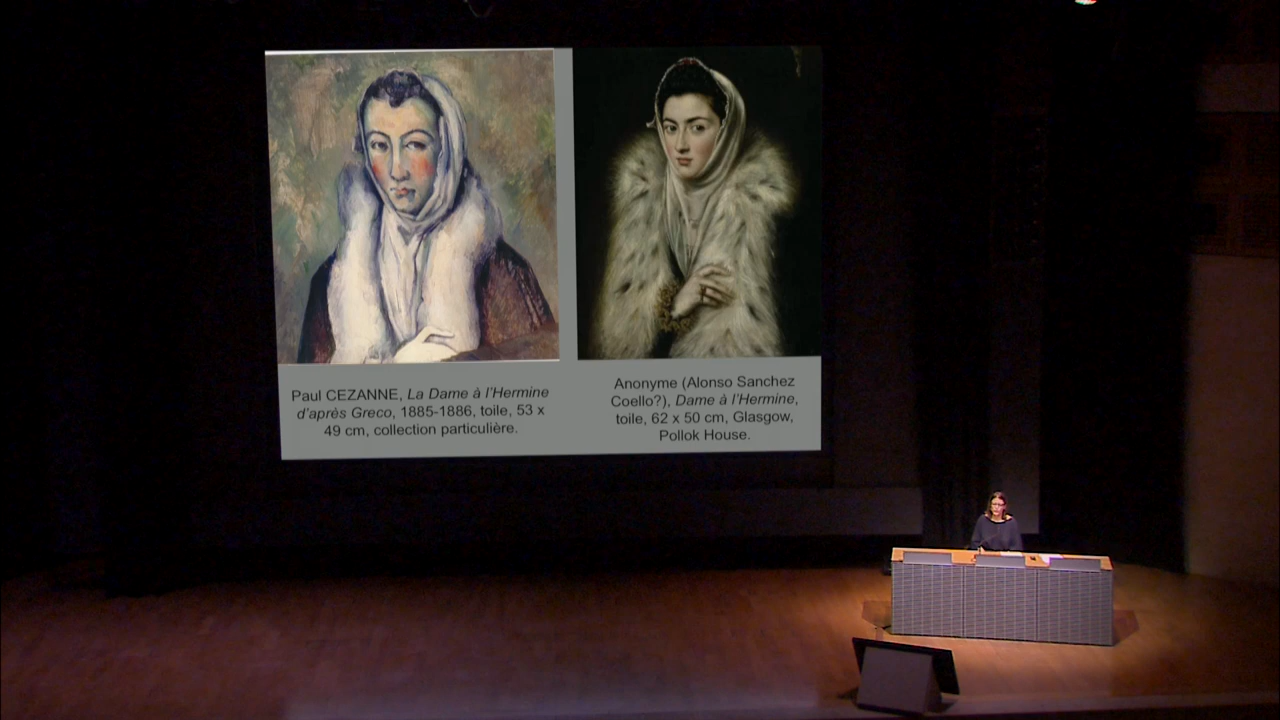 Paul CEZANNE, La Dame à l'Hermine
d'après Greco, 1885-1886, toile, 53 x
49 cm, collection particulière.
Anonyme (Alonso Sanchez
Coello?), Dame à l'Hermine,
toile, 62 x 50 cm, Glasgow,
Pollok House.